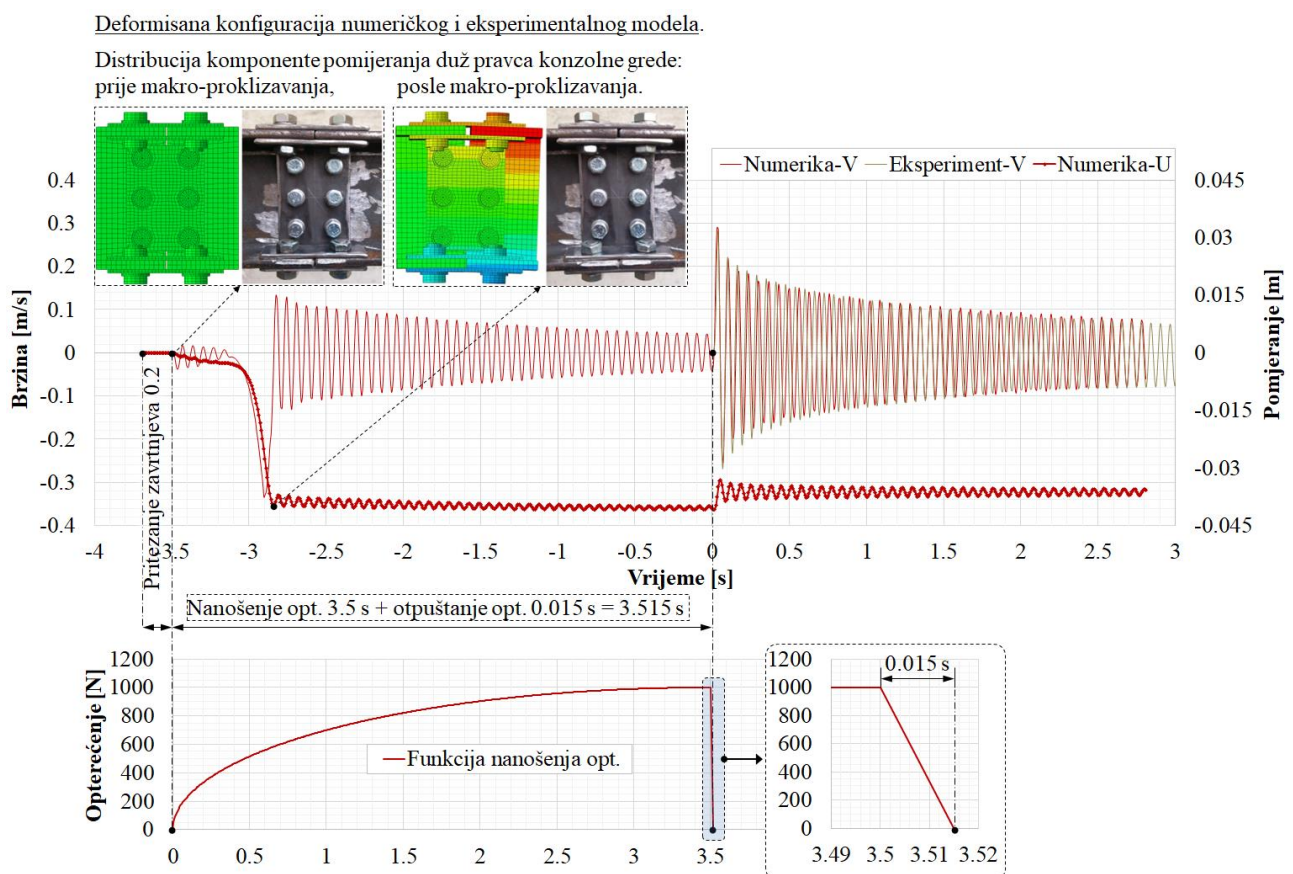 Deformisana konfiguracija numeričkog i eksperimentalnog modela.
Distribucija komponente pomijeranja duž pravca konzolne grede:
prije makro-proklizavanja, posle makro-proklizavanja.
Numerika-V Eksperiment-V Numerika-U
Brzina [m/s]
0.4
0.3
0.2
0.1
0
-0.1
-0.2
-0.3
-0.4
Pomjeranje [m]
0.045
0.03
0.015
0
-0.015
-0.03
-0.045
Pritezanje zavrtnjeva 0.2
-4 3.5 -3 -2.5 -2 -1.5 -1 -0.5 0 0.5 1 1.5 2 2.5 3
Vrijeme [s]
Nanošenje opt. 3.5 s + otpuštanje opt. 0.015 s = 3.515 s
Opterećenje [N]
1200
1000
800
600
400
200
0
Funkcija nanošenja opt.
0 0.5 1 1.5 2 2.5 3 3.5
1200
1000
800
600
400
200
0
0.015 s
3.49 3.5 3.51 3.52